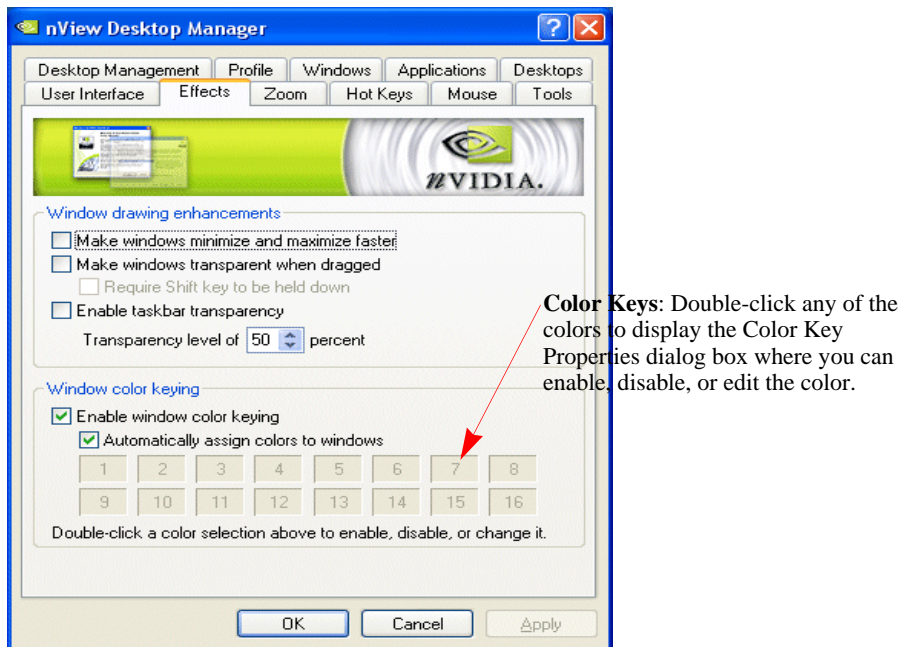 nView Desktop Manager
Desktop Management Profile Windows Applications Desktops
User Interface Effects Zoom Hot Keys Mouse Tools
nVIDIA.
Window drawing enhancements
Make windows minimize and maximize faster
Make windows transparent when dragged
Require Shift key to be held down
Enable taskbar transparency
Transparency level of 50 percent
Color Keys: Double-click any of the
colors to display the Color Key
Properties dialog box where you can
enable, disable, or edit the color.
Window color keying
Enable window color keying
Automatically assign colors to windows
1 2 3 4 5 6 7 8
9 10 11 12 13 14 15 16
Double-click a color selection above to enable, disable, or change it.
OK Cancel Apply